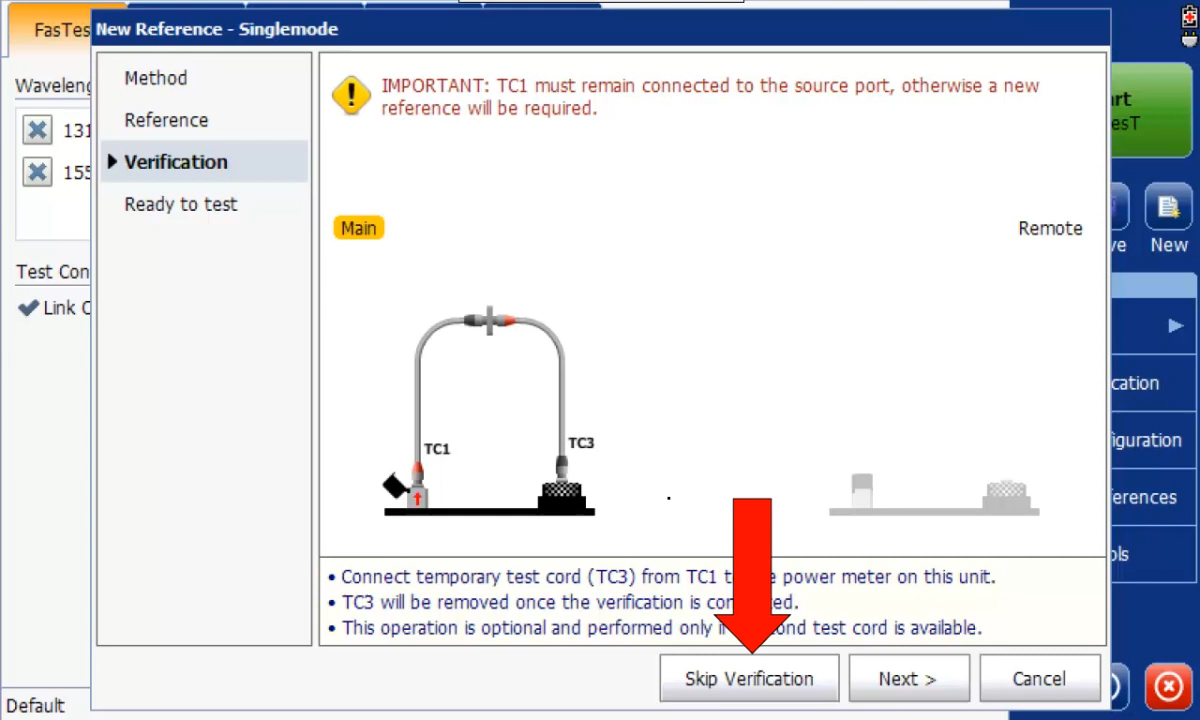 FasTes
New Reference - Singlemode
Method
Reference
Verification
Ready to test
IMPORTANT: TC1 must remain connected to the source port, otherwise a new
reference will be required.
Main
Remote
TC1
TC3
• Connect temporary test cord (TC3) from TC1 t power meter on this unit.
• TC3 will be removed once the verification is con ed.
• This operation is optional and performed only i ond test cord is available.
Skip Verification
Next >
Cancel
Waveleng
131
155
Test Con
Link C
Default
rt
esT
ve
New
cation
iguration
erences
ols